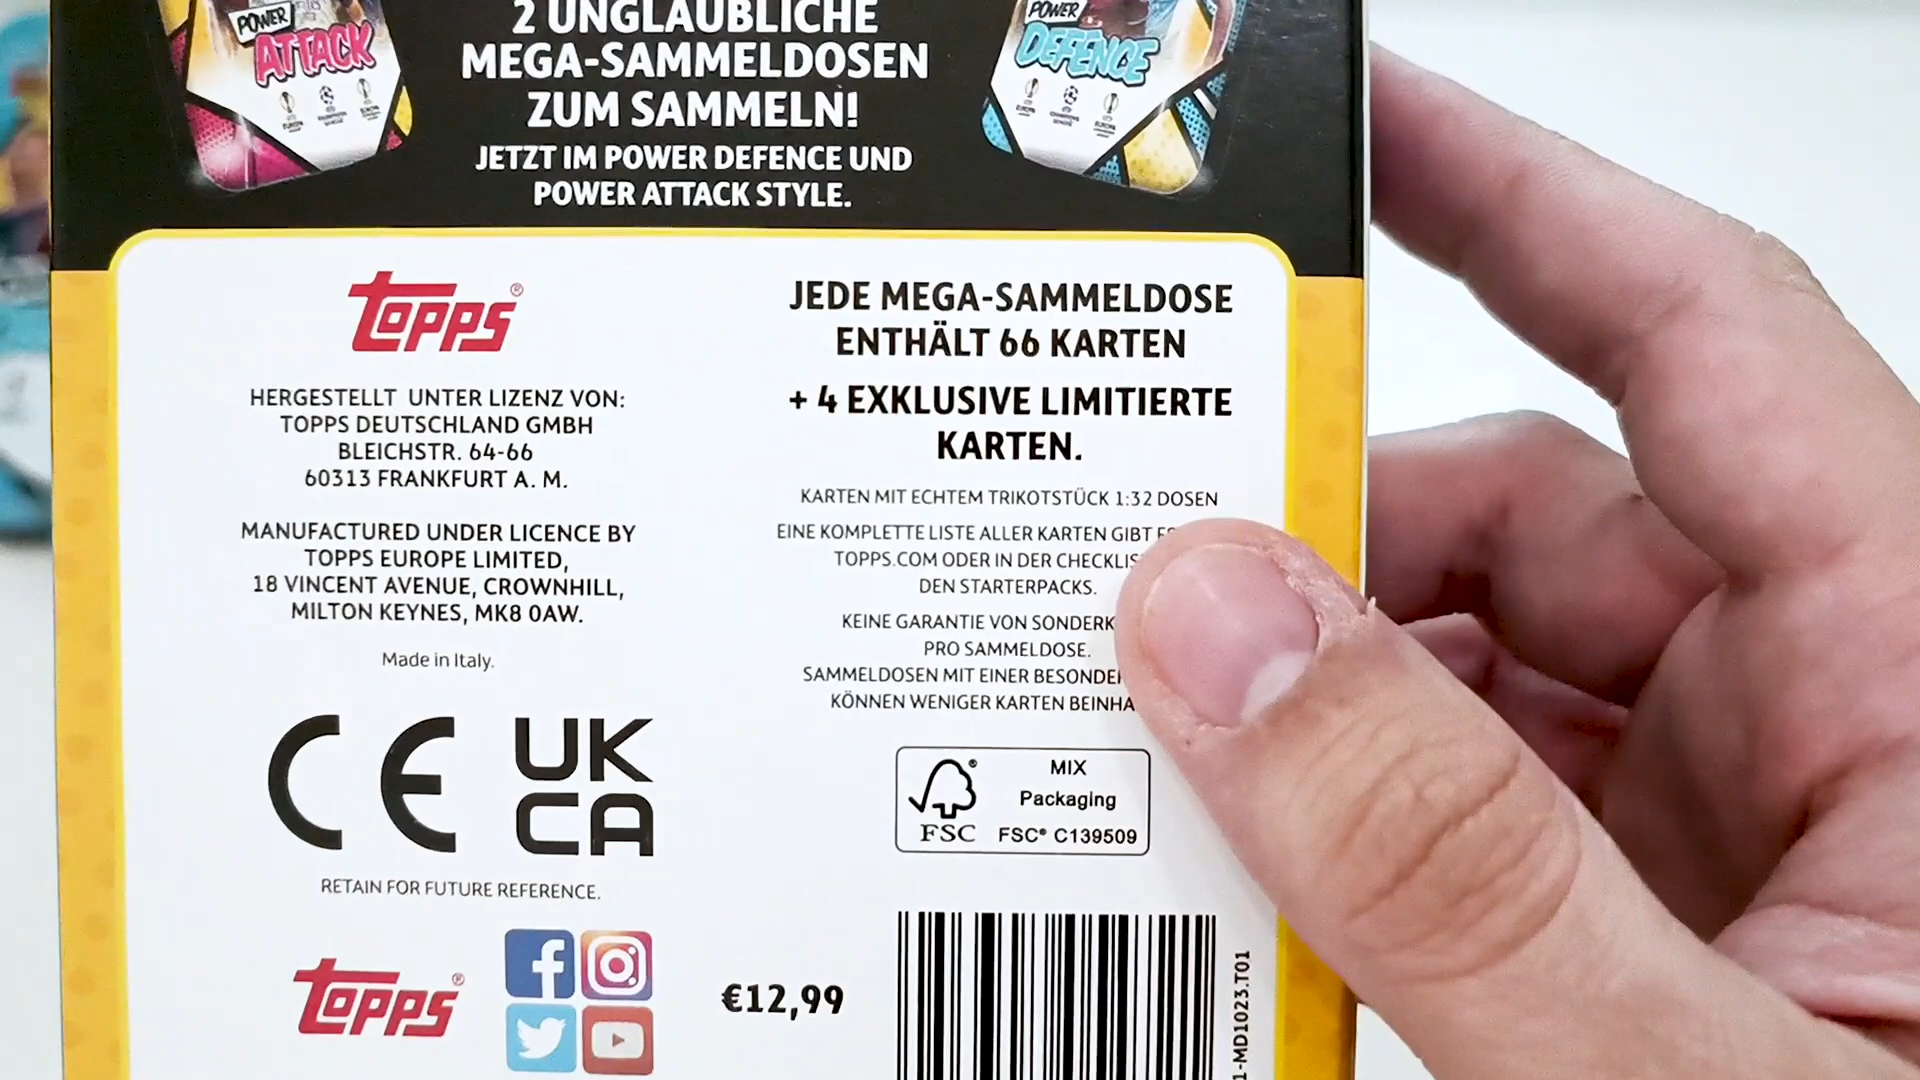 POWER
ATTACK
2 UNGLAUBLICHE
MEGA-SAMMELDOSEN
ZUM SAMMELN!
JETZT IM POWER DEFENCE UND
POWER ATTACK STYLE.
POWER
DEFENCE
TOPPS®
HERGESTELLT UNTER LIZENZ VON:
TOPPS DEUTSCHLAND GMBH
BLEICHSTR. 64-66
60313 FRANKFURT A. M.
MANUFACTURED UNDER LICENCE BY
TOPPS EUROPE LIMITED,
18 VINCENT AVENUE, CROWNHILL,
MILTON KEYNES, MK8 0AW.
Made in Italy.
CE
UK
CA
RETAIN FOR FUTURE REFERENCE.
TOPPS®
JEDE MEGA-SAMMELDOSE
ENTHÄLT 66 KARTEN
+ 4 EXKLUSIVE LIMITIERTE
KARTEN.
KARTEN MIT ECHTEM TRIKOTSTÜCK 1:32 DOSEN
EINE KOMPLETTE LISTE ALLER KARTEN GIBT
TOPPS.COM ODER IN DER
DEN STARTERPACKS.
KEINE GARANTIE VON
PRO SAMMELDOSE.
SAMMELDOSEN MIT EINER
KÖNNEN WENIGER KARTEN
MIX
Packaging
FSC® C139509
FSC
€12,99
1-MD1023.T01